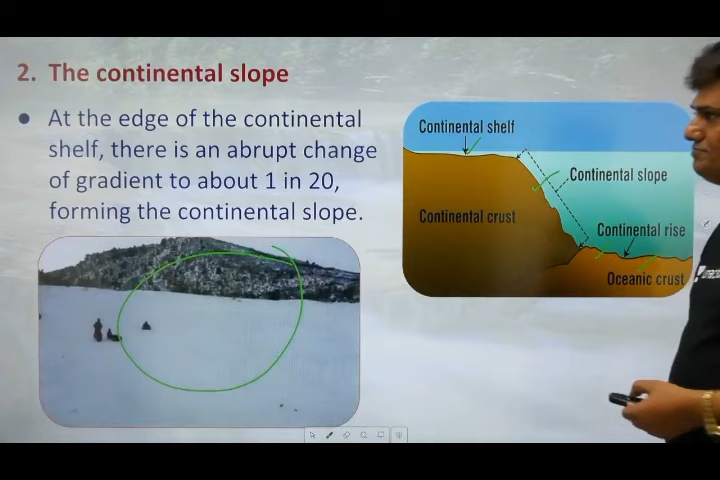 2. The continental slope
● At the edge of the continental
shelf, there is an abrupt change
of gradient to about 1 in 20,
forming the continental slope.
Continental shelf
Continental slope
Continental crust
Continental rise
Oceanic crust